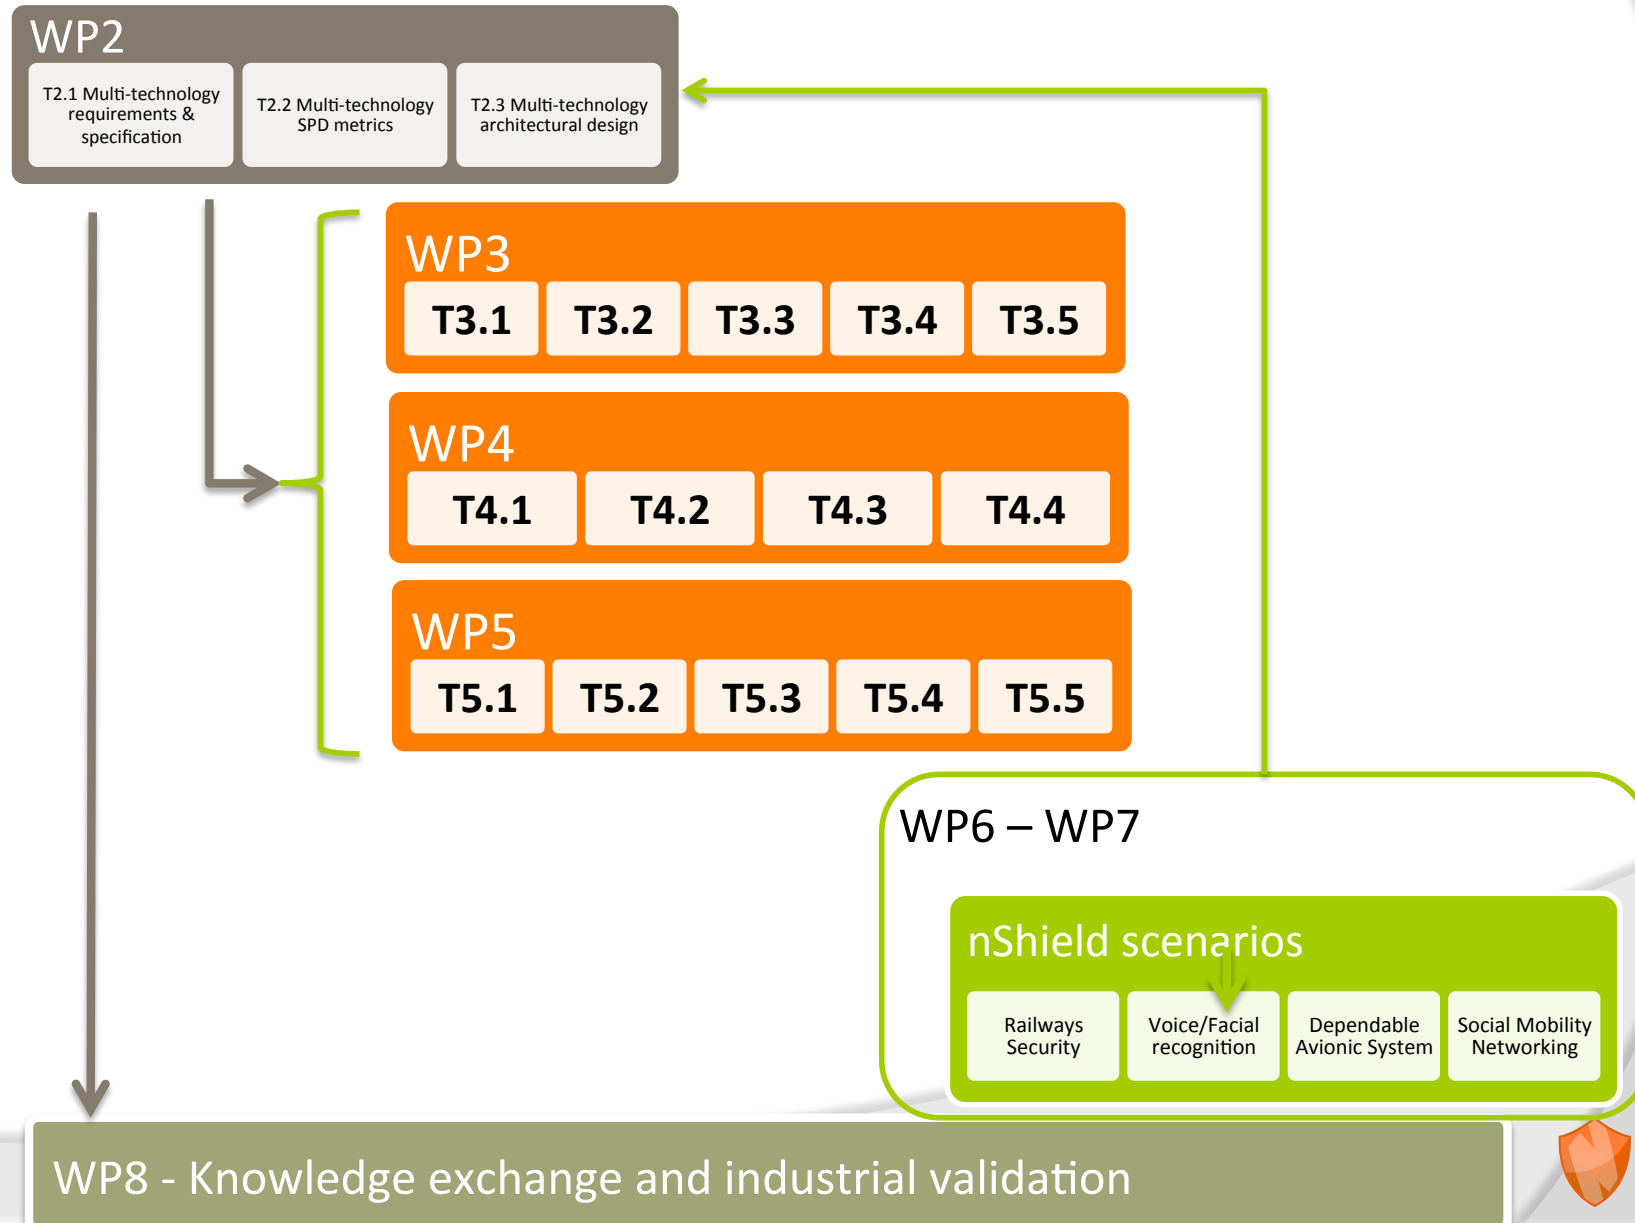 WP2
T2.1 Multi-technology
requirements &
specification
T2.2 Multi-technology
SPD metrics
T2.3 Multi-technology
architectural design
WP3
T3.1
T3.2
T3.3
T3.4
T3.5
WP4
T4.1
T4.2
T4.3
T4.4
WP5
T5.1
T5.2
T5.3
T5.4
T5.5
WP6 – WP7
nShield scenarios
Railways
Security
Voice/Facial
recognition
Dependable
Avionic System
Social Mobility
Networking
WP8 - Knowledge exchange and industrial validation